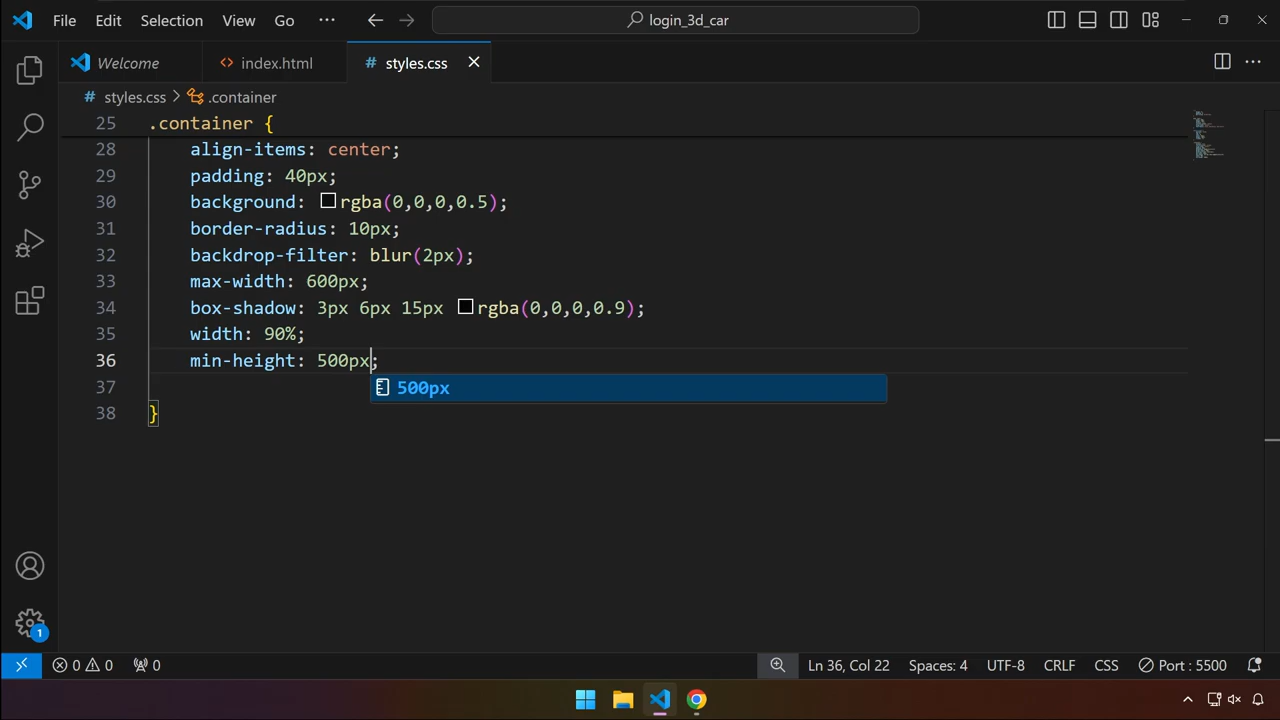 File Edit Selection View Go ··· login_3d_car
Welcome index.html styles.css
# styles.css > .container
25 .container {
28 align-items: center;
29 padding: 40px;
30 background: rgba(0,0,0,0.5);
31 border-radius: 10px;
32 backdrop-filter: blur(2px);
33 max-width: 600px;
34 box-shadow: 3px 6px 15px rgba(0,0,0,0.9);
35 width: 90%;
36 min-height: 500px;
500px
37
38 }
1
0 0 0 Ln 36, Col 22 Spaces: 4 UTF-8 CRLF CSS Port : 5500